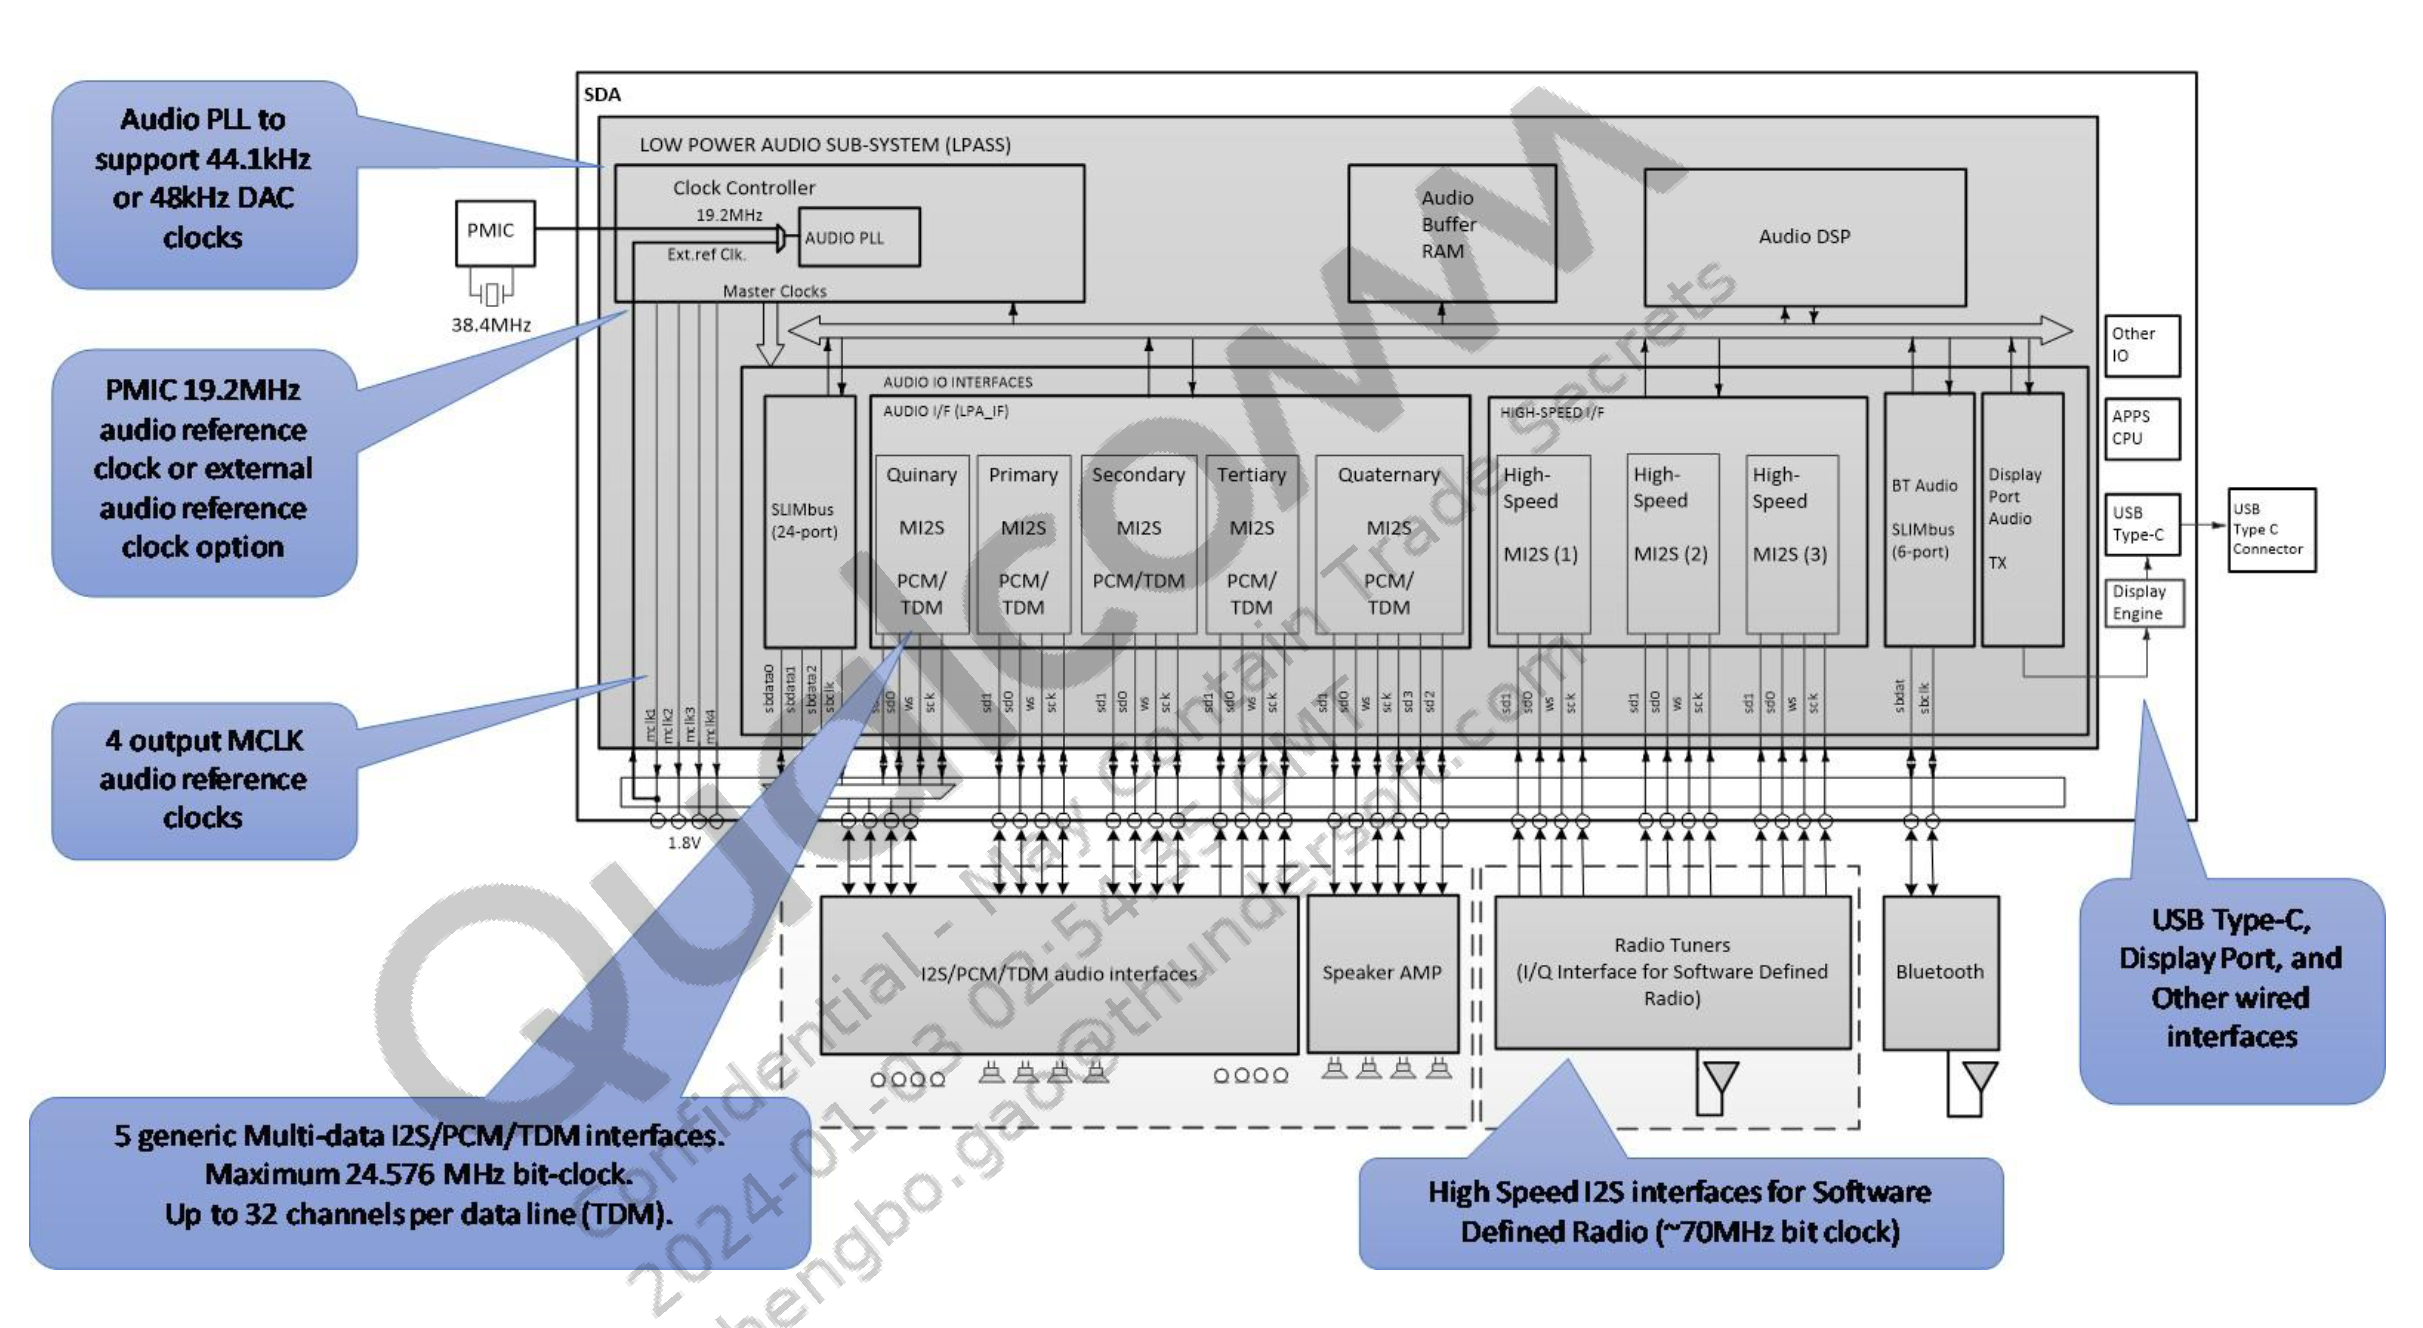 SDA
LOW POWER AUDIO SUB-SYSTEM (LPASS)
Audio PLL to
support 44.1kHz
or 48kHz DAC
clocks
PMIC
38.4MHz
Clock Controller
19.2MHz
AUDIO PLL
Ext.ref Clk.
Master Clocks
Audio
Buffer
RAM
Audio DSP
PMIC 19.2MHz
audio reference
clock or external
audio reference
clock option
4 output MCLK
audio reference
clocks
AUDIO IO INTERFACES
AUDIO I/F (LPA_IF)
HIGH-SPEED I/F
SLIMbus
(24-port)
Quinary
MI2S
PCM/
TDM
Primary
MI2S
PCM/
TDM
Secondary
MI2S
PCM/TDM
Tertiary
MI2S
PCM/
TDM
Quaternary
MI2S
PCM/
TDM
High-
Speed
MI2S (1)
High-
Speed
MI2S (2)
High-
Speed
MI2S (3)
BT Audio
SLIMbus
(6-port)
Display
Port
Audio
TX
Other
IO
APPS
CPU
USB
Type-C
Display
Engine
USB
Type C
Connector
mclk1
mclk2
mclk3
mclk4
sbdata0
sbdata1
sbdata2
sbclk
sd0
ws
sck
sd1
sd0
ws
sck
sd1
sd0
ws
sck
sd1
sd0
ws
sck
sd1
sd0
ws
sck
sd3
sd2
sd1
sd0
ws
sck
sd1
sd0
ws
sck
sd1
sd0
ws
sck
sbdat
sbclk
1.8V
I2S/PCM/TDM audio interfaces
Speaker AMP
Radio Tuners
(I/Q Interface for Software Defined
Radio)
Bluetooth
USB Type-C,
Display Port, and
Other wired
interfaces
5 generic Multi-data I2S/PCM/TDM interfaces.
Maximum 24.576 MHz bit-clock.
Up to 32 channels per data line (TDM).
High Speed I2S interfaces for Software
Defined Radio (~70MHz bit clock)
Qualcomm
Confidential - May Contain Trade Secrets
2024-01-03 02:54:35 GMT
hengbo.gao@thundersoft.com